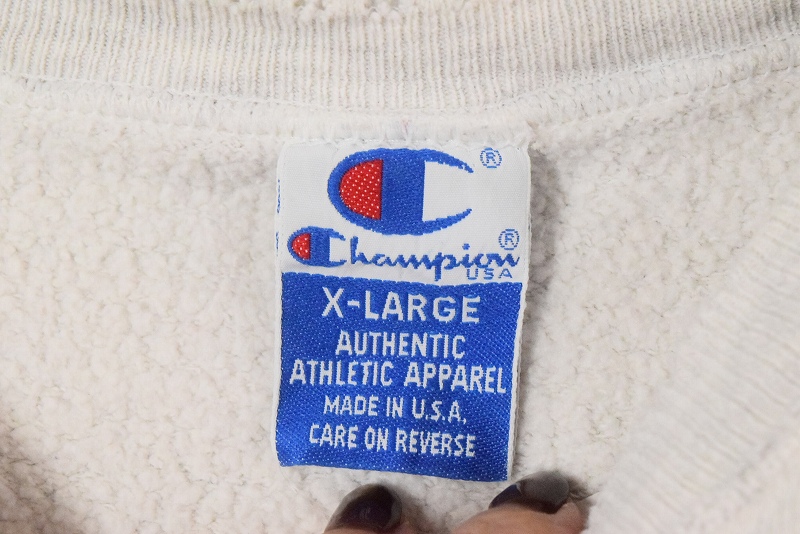 ®
Champion®
USA
X-LARGE
AUTHENTIC
ATHLETIC APPAREL
MADE IN U.S.A.
CARE ON REVERSE